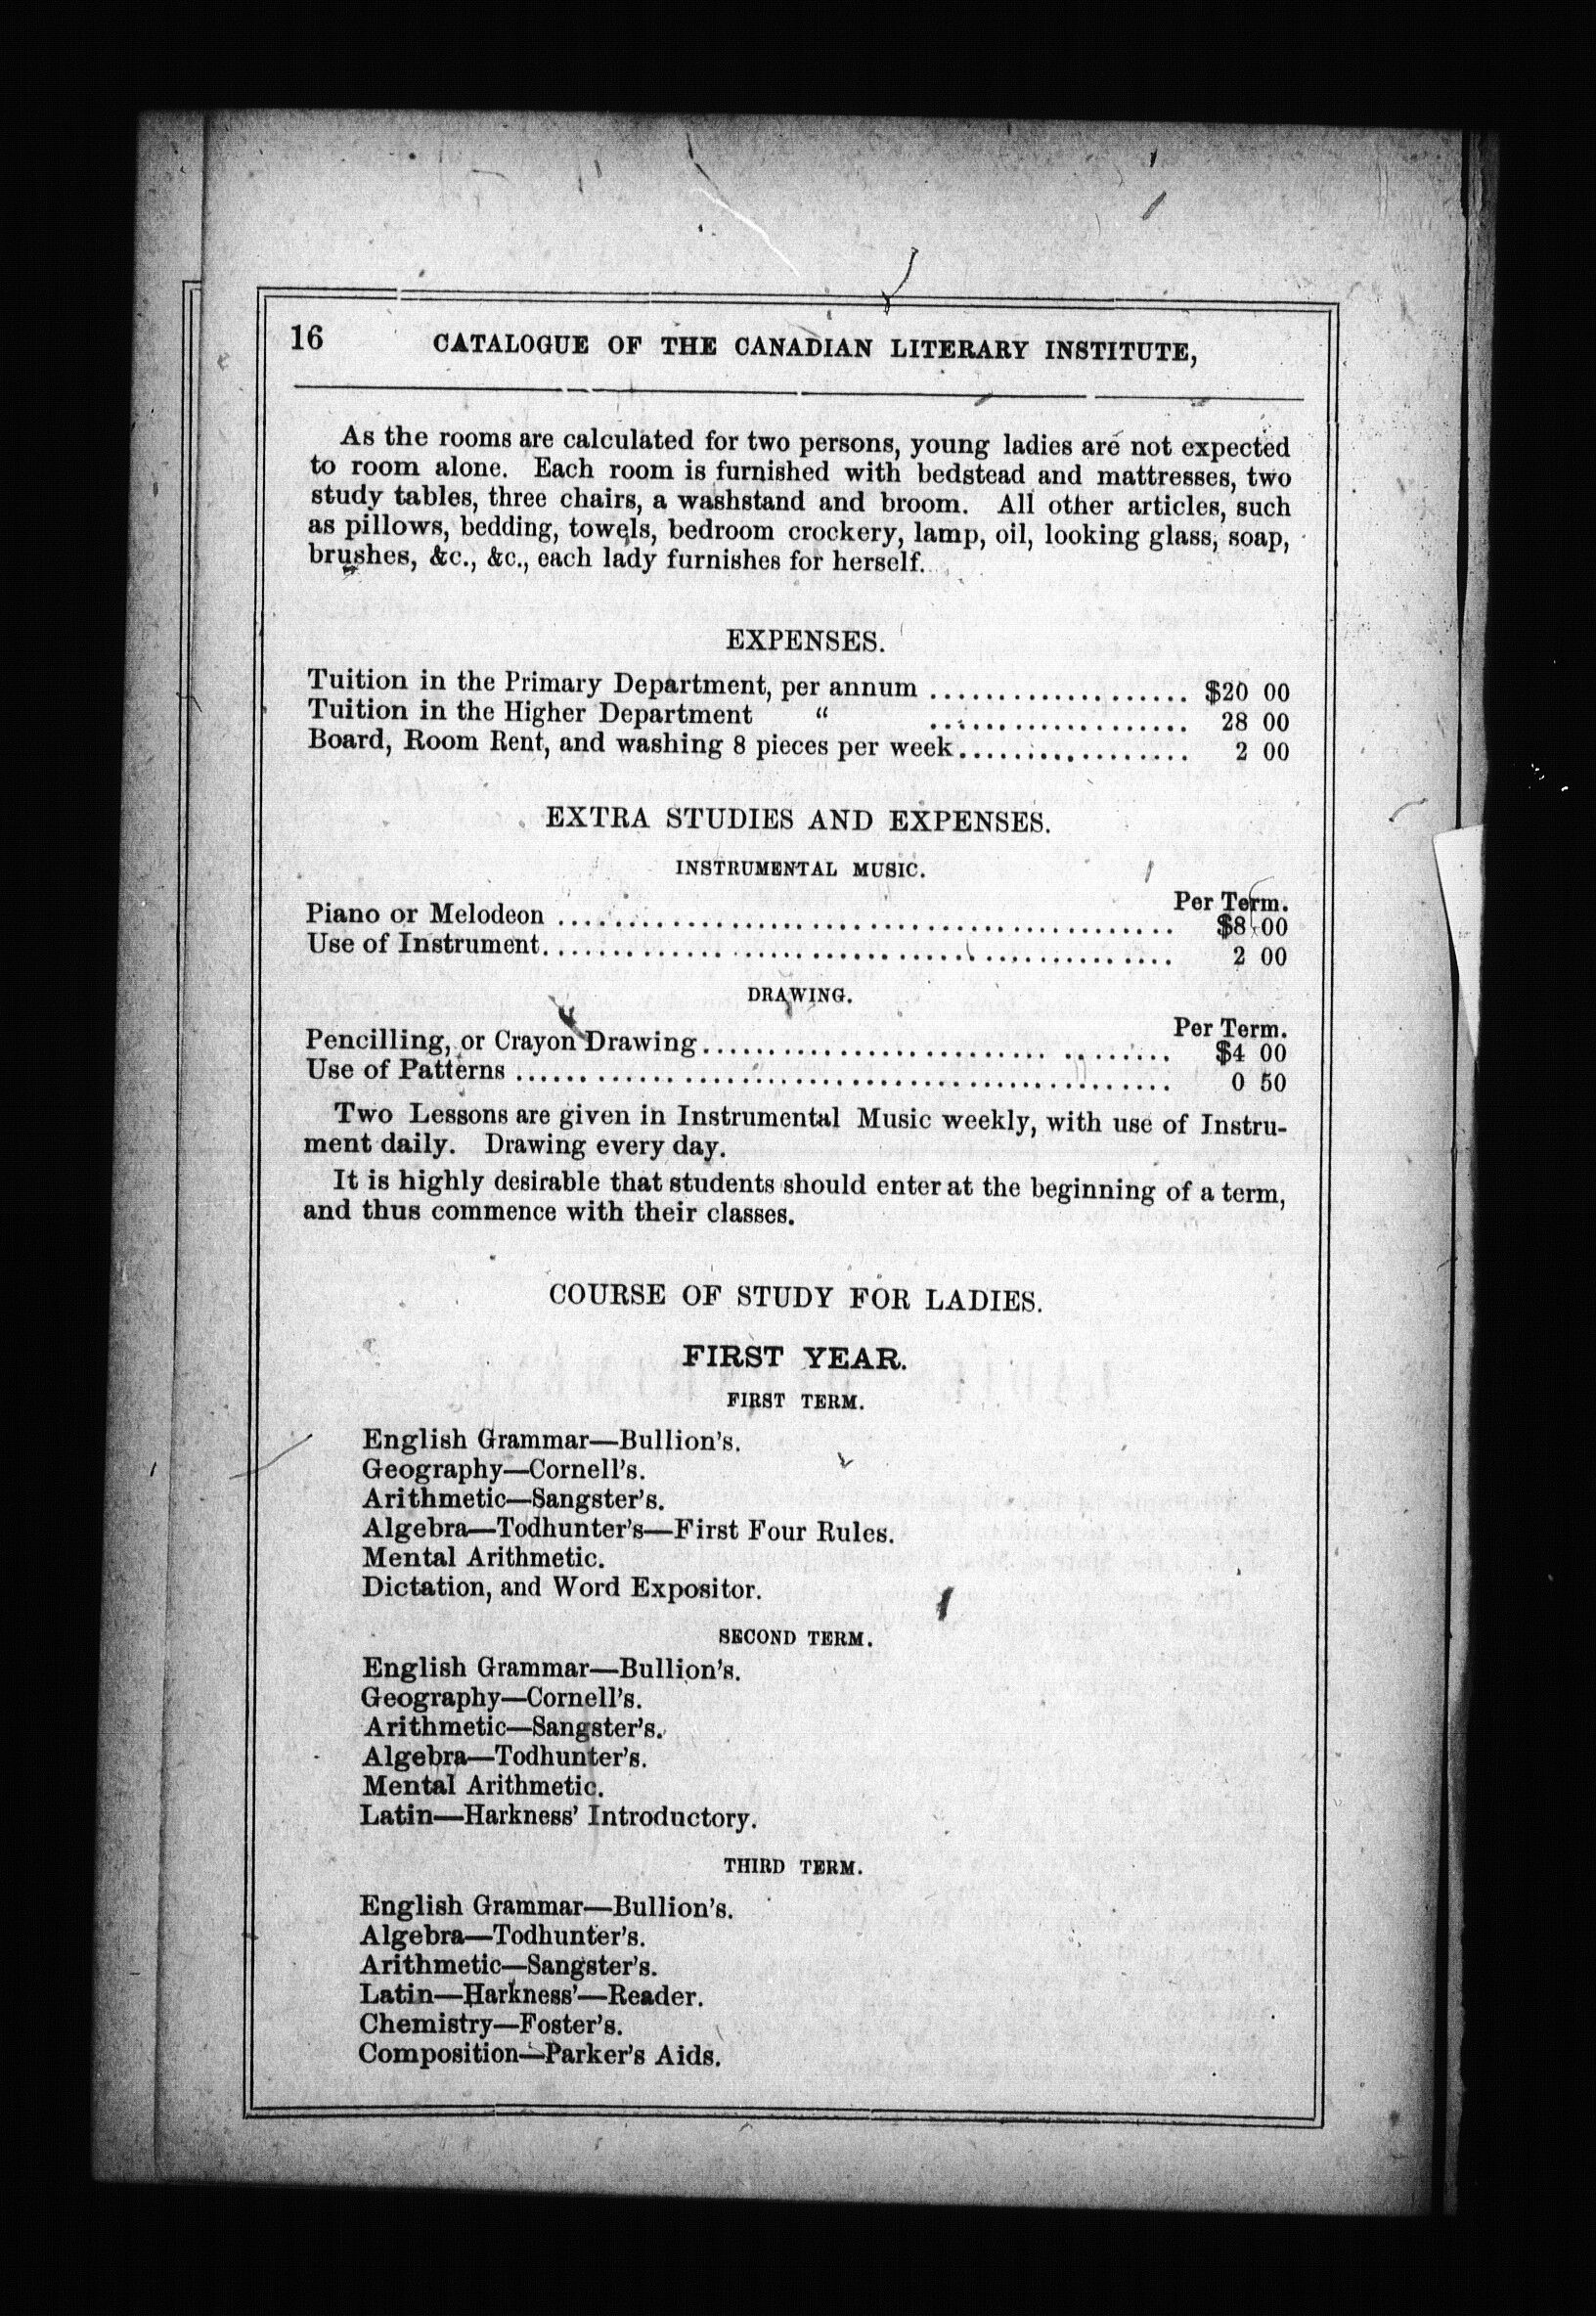 16 CATALOGUE OF THE CANADIAN LITERARY INSTITUTE,
As the rooms are calculated for two persons, young ladies are not expected
to room alone. Each room is furnished with bedstead and mattresses, two
study tables, three chairs, a washstand and broom. All other articles, such
as pillows, bedding, towels, bedroom crockery, lamp, oil, looking glass, soap,
brushes, &c., &c., each lady furnishes for herself.
EXPENSES.
Tuition in the Primary Department, per annum .................. $20 00
Tuition in the Higher Department " .................. 28 00
Board, Room Rent, and washing 8 pieces per week................. 2 00
EXTRA STUDIES AND EXPENSES.
INSTRUMENTAL MUSIC.
Per Term.
Piano or Melodeon ............................................. $8 00
Use of Instrument.............................................. 2 00
DRAWING.
Per Term.
Pencilling, or Crayon Drawing.................................. $4 00
Use of Patterns ............................................... 0 50
Two Lessons are given in Instrumental Music weekly, with use of Instru-
ment daily. Drawing every day.
It is highly desirable that students should enter at the beginning of a term,
and thus commence with their classes.
COURSE OF STUDY FOR LADIES.
FIRST YEAR.
FIRST TERM.
English Grammar—Bullion's.
Geography—Cornell's.
Arithmetic—Sangster's.
Algebra—Todhunter's—First Four Rules.
Mental Arithmetic.
Dictation, and Word Expositor.
SECOND TERM.
English Grammar—Bullion's.
Geography—Cornell's.
Arithmetic—Sangster's.
Algebra—Todhunter's.
Mental Arithmetic.
Latin—Harkness' Introductory.
THIRD TERM.
English Grammar—Bullion's.
Algebra—Todhunter's.
Arithmetic—Sangster's.
Latin—Harkness'—Reader.
Chemistry—Foster's.
Composition—Parker's Aids.